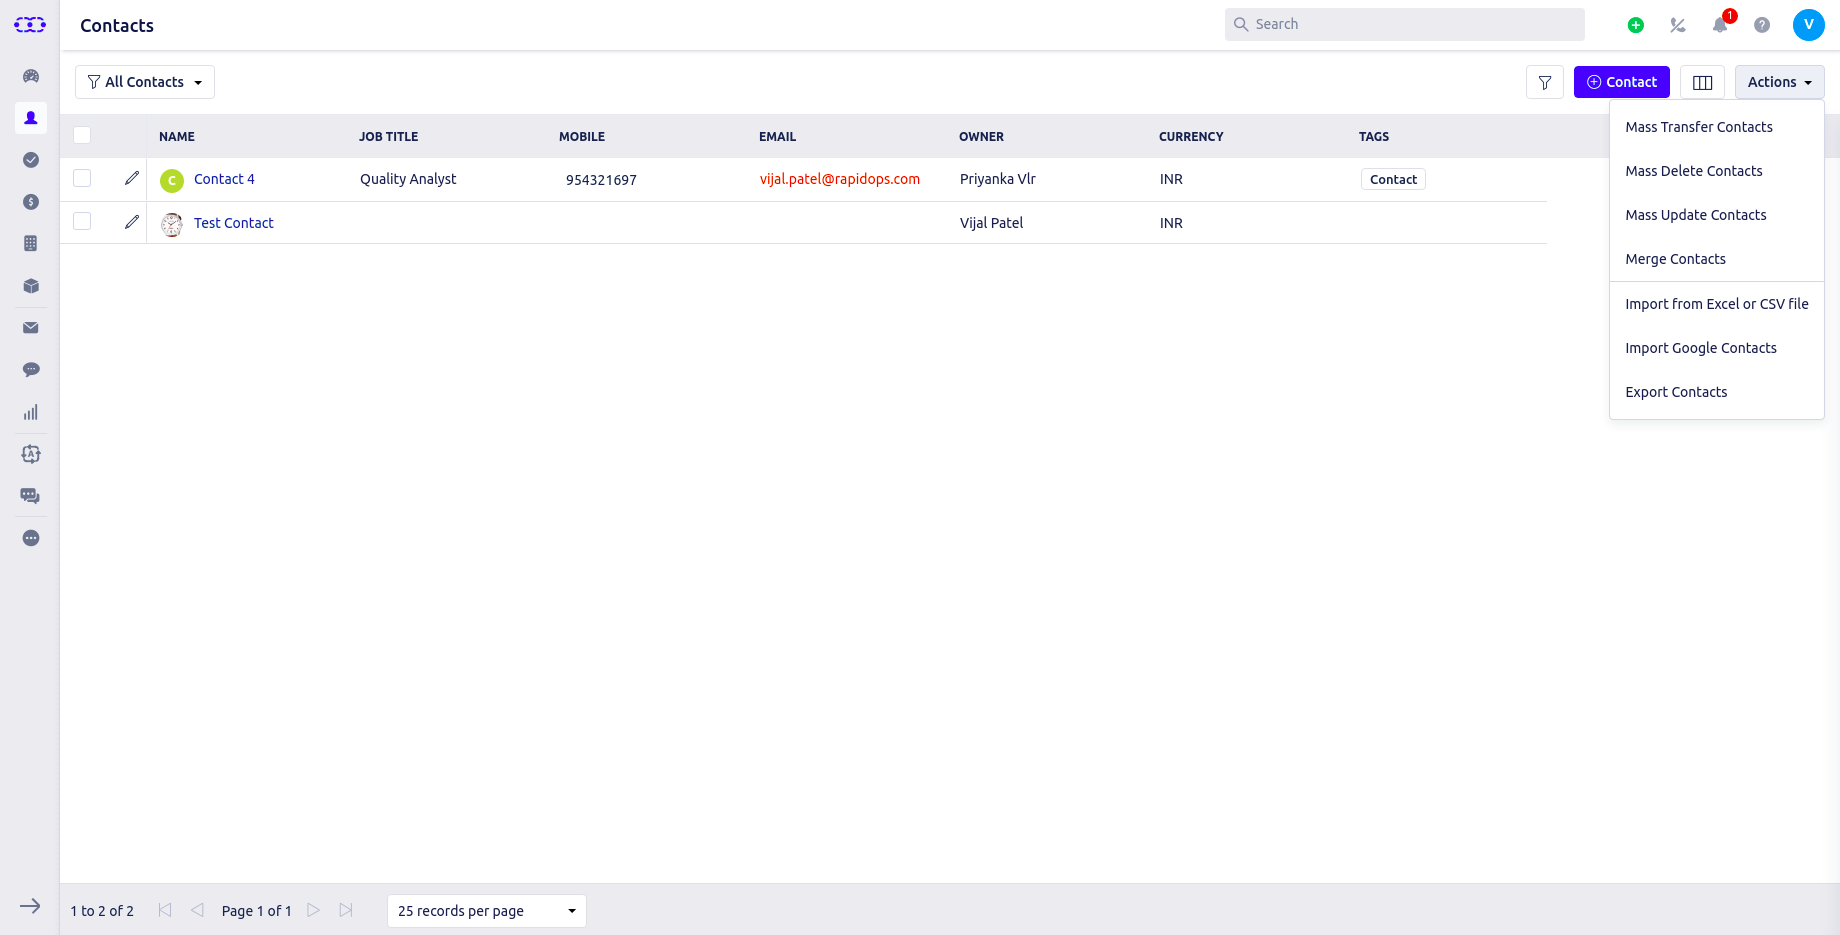 Contacts
Search
1
V
All Contacts
Contact
Actions
NAME JOB TITLE MOBILE EMAIL OWNER CURRENCY TAGS
C Contact 4 Quality Analyst 954321697 vijal.patel@rapidops.com Priyanka Vlr INR Contact
Test Contact Vijal Patel INR
Mass Transfer Contacts
Mass Delete Contacts
Mass Update Contacts
Merge Contacts
Import from Excel or CSV file
Import Google Contacts
Export Contacts
1 to 2 of 2 Page 1 of 1 25 records per page